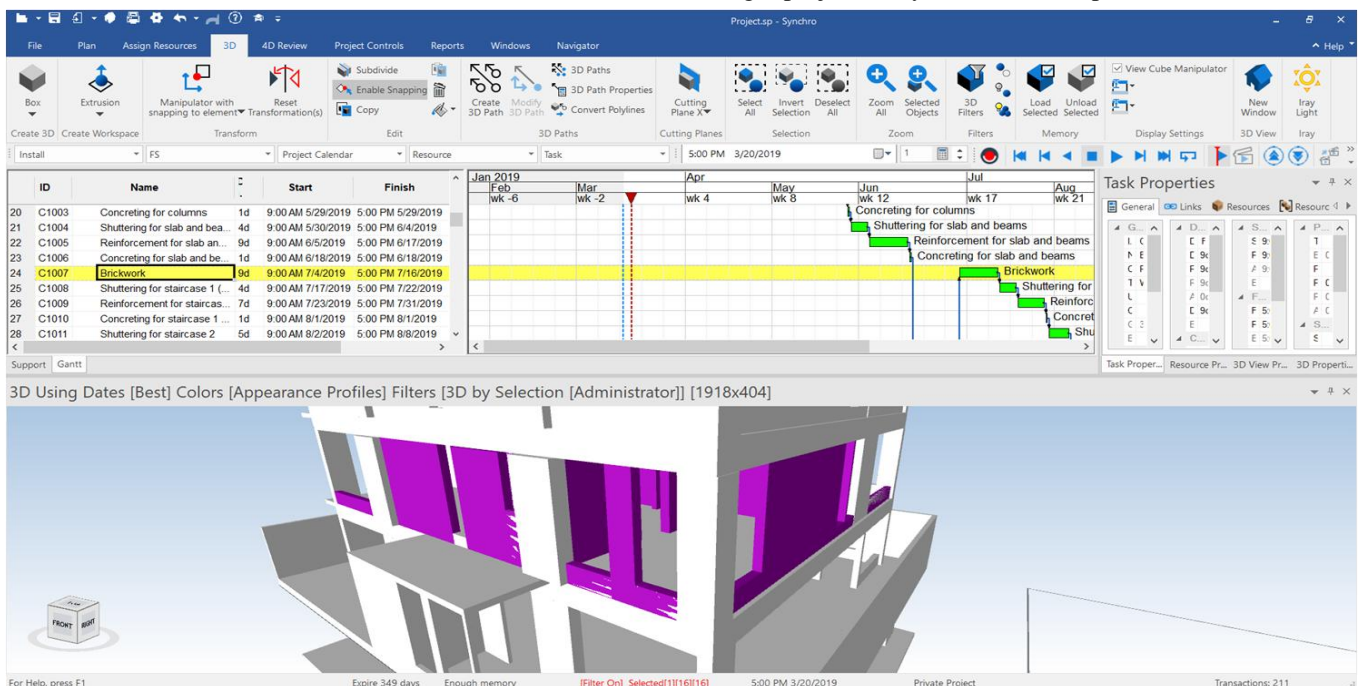 Project.sp - Synchro
File Plan Assign Resources 3D 4D Review Project Controls Reports Windows Navigator Help
Subdivide 3D Paths View Cube Manipulator
Enable Snapping 3D Path Properties
Copy Convert Polylines
Box Extrusion Manipulator with snapping to element Reset Transformation(s) Create 3D Path Modify 3D Path Cutting Plane X Select All Invert Selection Deselect All Zoom All Selected Objects 3D Filters Load Selected Unload Selected New Window Iray Light
Create 3D Create Workspace Transform Edit 3D Paths Cutting Planes Selection Zoom Filters Memory Display Settings 3D View Iray
Install FS Project Calendar Resource Task 5:00 PM 3/20/2019 1
ID Name Start Finish
Jan 2019 Apr Jul
Feb Mar May Jun Aug
wk -6 wk -2 wk 4 wk 8 wk 12 wk 17 wk 21
20 C1003 Concreting for columns 1d 9:00 AM 5/29/2019 5:00 PM 5/29/2019 Concreting for columns
21 C1004 Shuttering for slab and bea... 4d 9:00 AM 5/30/2019 5:00 PM 6/4/2019 Shuttering for slab and beams
22 C1005 Reinforcement for slab an... 9d 9:00 AM 6/5/2019 5:00 PM 6/17/2019 Reinforcement for slab and beams
23 C1006 Concreting for slab and be... 1d 9:00 AM 6/18/2019 5:00 PM 6/18/2019 Concreting for slab and beams
24 C1007 Brickwork 9d 9:00 AM 7/4/2019 5:00 PM 7/16/2019 Brickwork
25 C1008 Shuttering for staircase 1 (... 4d 9:00 AM 7/17/2019 5:00 PM 7/22/2019 Shuttering for
26 C1009 Reinforcement for staircas... 7d 9:00 AM 7/23/2019 5:00 PM 7/31/2019 Reinforc
27 C1010 Concreting for staircase 1 ... 1d 9:00 AM 8/1/2019 5:00 PM 8/1/2019 Concret
28 C1011 Shuttering for staircase 2 5d 9:00 AM 8/2/2019 5:00 PM 8/8/2019 Shu
Task Properties
General Links Resources Resourc
Support Gantt
Task Proper... Resource Pr... 3D View Pr... 3D Properti...
3D Using Dates [Best] Colors [Appearance Profiles] Filters [3D by Selection [Administrator]] [1918x404]
FRONT RIGHT
For Help, press F1 Expire 349 days Enough memory [Filter On] Selected[1][16][16] 5:00 PM 3/20/2019 Private Project Transactions: 211